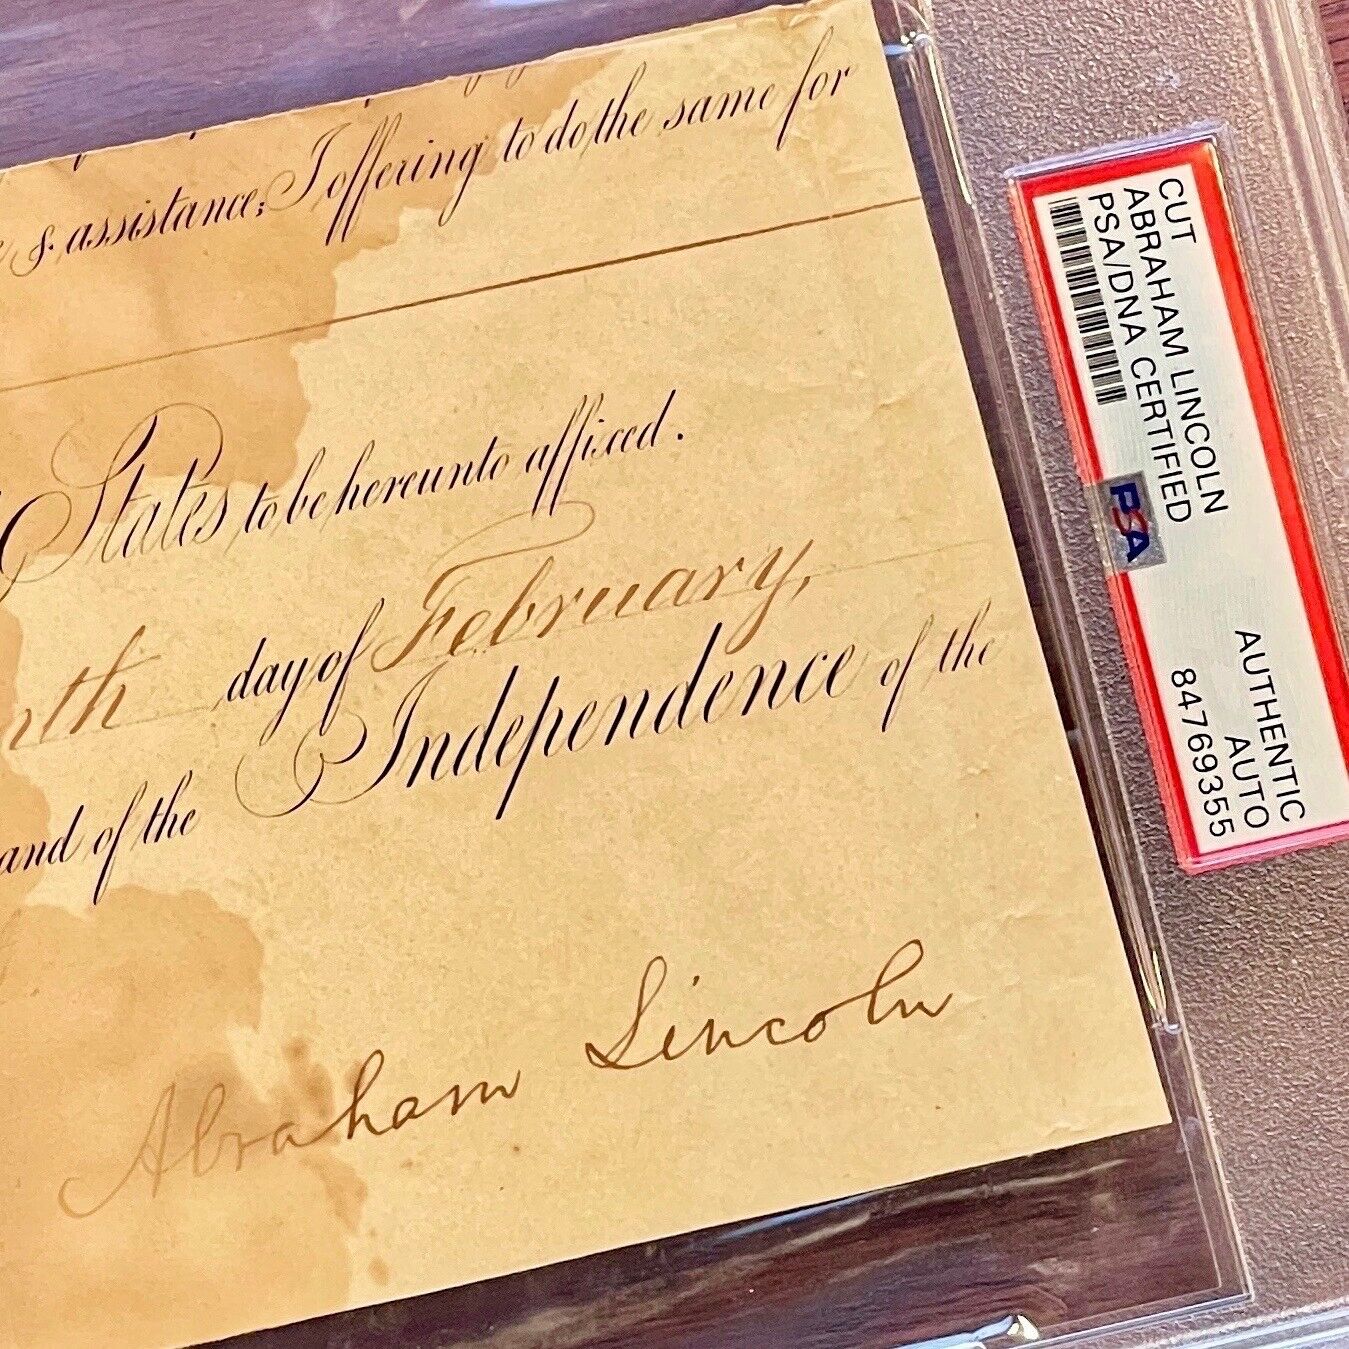 & assistance; I offering to do the same for
States to be hereunto affixed.
day of February,
and of the Independence of the
Abraham Lincoln
CUT
ABRAHAM LINCOLN
PSA/DNA CERTIFIED
PSA
AUTHENTIC
AUTO
84769355